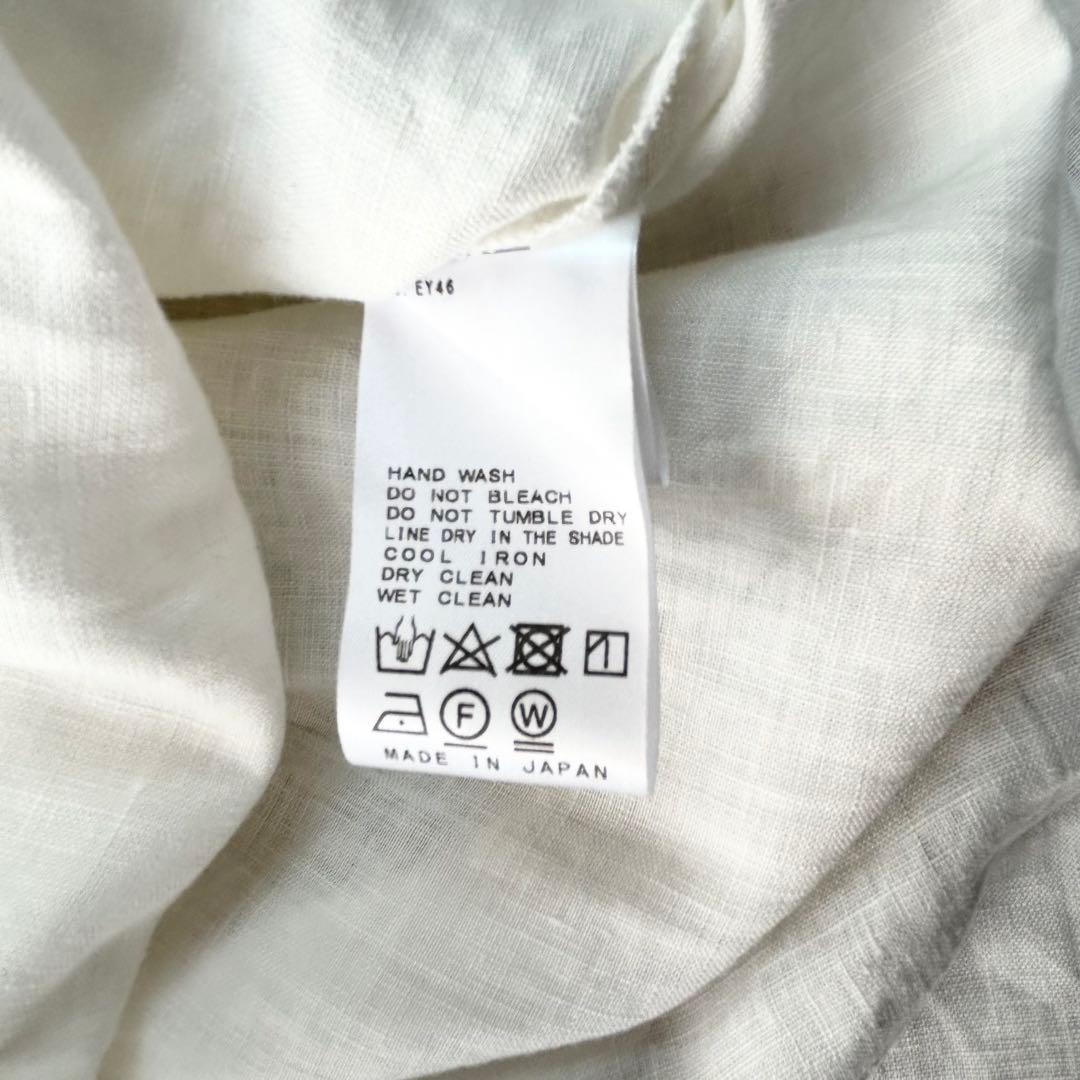 EY46
HAND WASH
DO NOT BLEACH
DO NOT TUMBLE DRY
LINE DRY IN THE SHADE
COOL IRON
DRY CLEAN
WET CLEAN
F W
MADE IN JAPAN